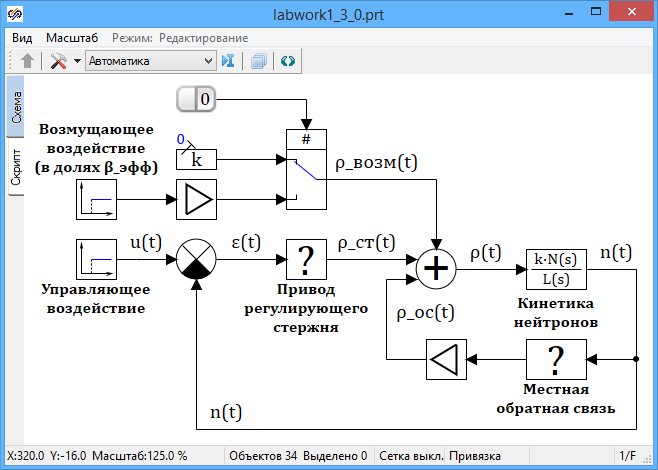 labwork1_3_0.prt
Вид Масштаб Режим: Редактирование
Автоматика
Схема
Скрипт
0
#
Возмущающее
воздействие
(в долях β_эфф)
0
k
ρ_возм(t)
u(t)
ε(t)
?
ρ_ст(t)
+
ρ(t)
k·N(s)
L(s)
n(t)
Управляющее
воздействие
Привод
регулирующего
стержня
Кинетика
нейтронов
ρ_ос(t)
?
Местная
обратная связь
n(t)
X:320.0 Y:-16.0 Масштаб:125.0 % Объектов 34 Выделено 0 Сетка выкл. Привязка 1/F